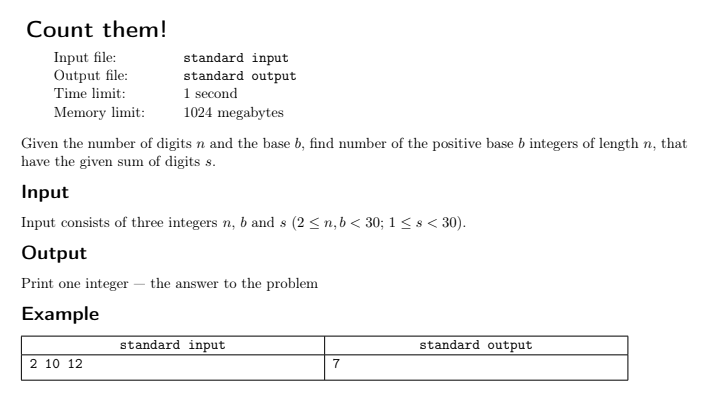 Count them!
Input file: standard input
Output file: standard output
Time limit: 1 second
Memory limit: 1024 megabytes
Given the number of digits n and the base b, find number of the positive base b integers of length n, that
have the given sum of digits s.
Input
Input consists of three integers n, b and s (2 ≤ n, b < 30; 1 ≤ s < 30).
Output
Print one integer — the answer to the problem
Example
standard input standard output
2 10 12 7